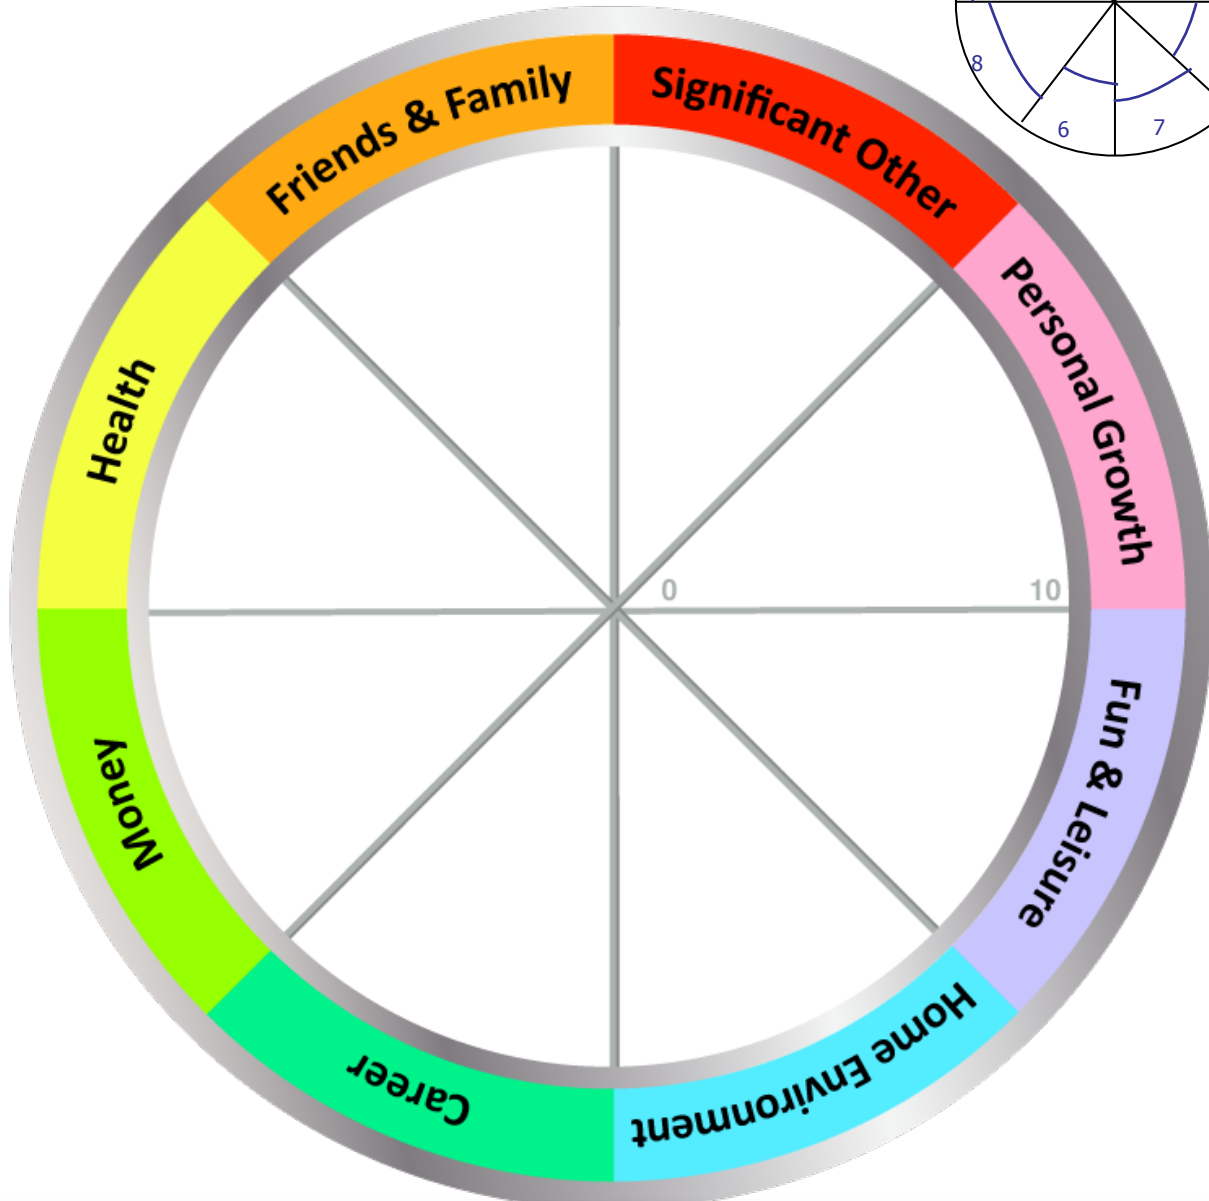 8
6
7
Friends & Family
Significant Other
Personal Growth
Health
0
10
Fun & Leisure
Money
Home Environment
Career